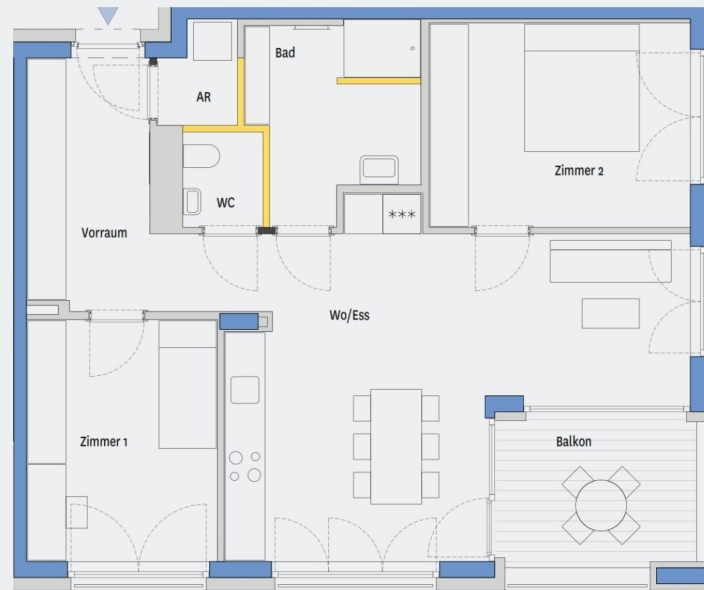 Bad
AR
Zimmer 2
WC
***
Vorraum
Wo/Ess
Zimmer 1
Balkon